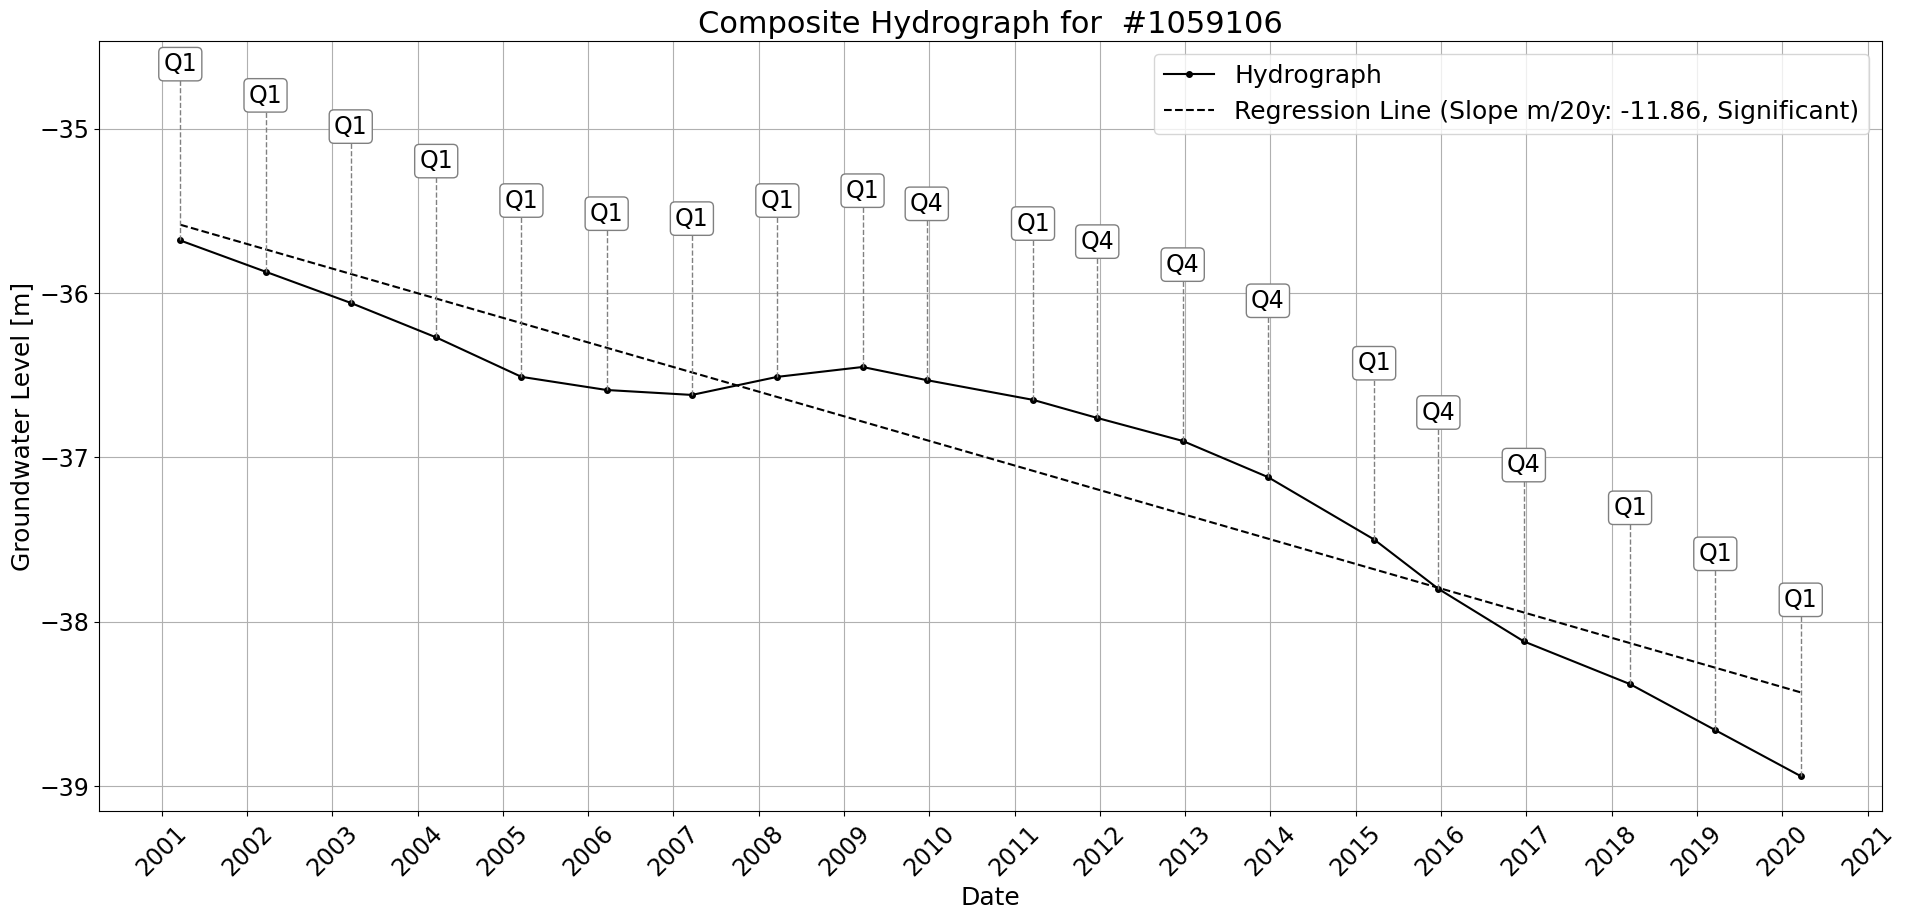 Composite Hydrograph for  #1059106
Hydrograph
Regression Line (Slope m/20y: -11.86, Significant)
Q1
Q1
Q1
Q1
Q1
Q1
Q1
Q1
Q1
Q4
Q1
Q4
Q4
Q4
Q1
Q4
Q4
Q1
Q1
Q1
Groundwater Level [m]
−35
−36
−37
−38
−39
2001
2002
2003
2004
2005
2006
2007
2008
2009
2010
2011
2012
2013
2014
2015
2016
2017
2018
2019
2020
2021
Date